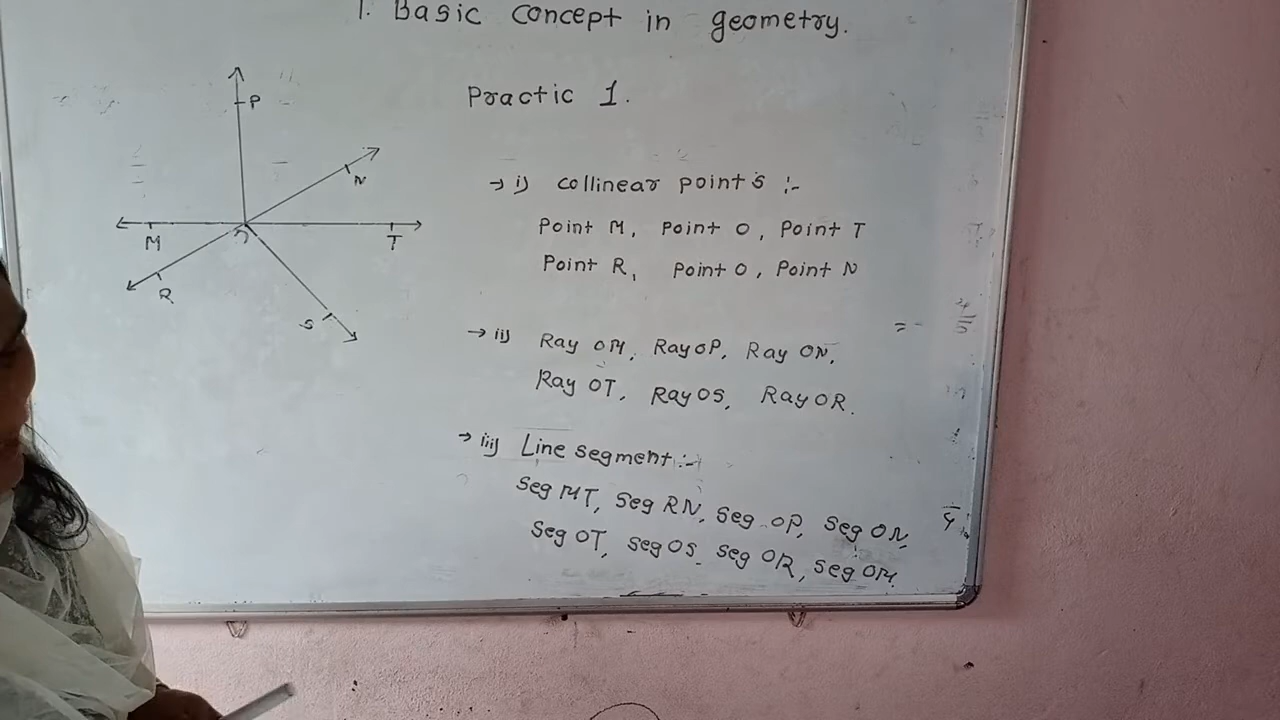 1. Basic concept in geometry.
Practic 1.
P
N
M
T
R
S
→ i) collinear points :-
Point M, Point O, Point T
Point R, Point O, Point N
→ ii) Ray OM, Ray OP, Ray ON,
Ray OT, Ray OS, Ray OR.
→ iii) Line segment :-
Seg MT, Seg RN, Seg OP, Seg ON,
Seg OT, seg OS seg OR, seg OM.